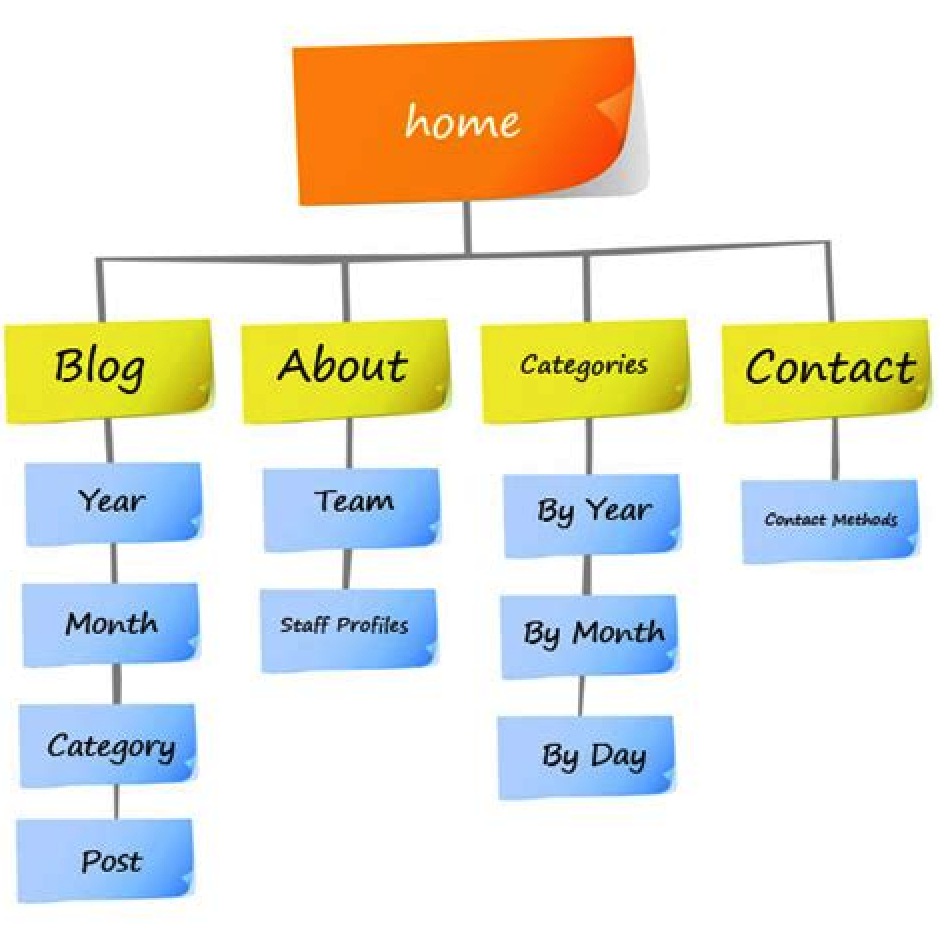 home
Blog
About
Categories
Contact
Year
Team
By Year
Contact Methods
Month
Staff Profiles
By Month
Category
By Day
Post